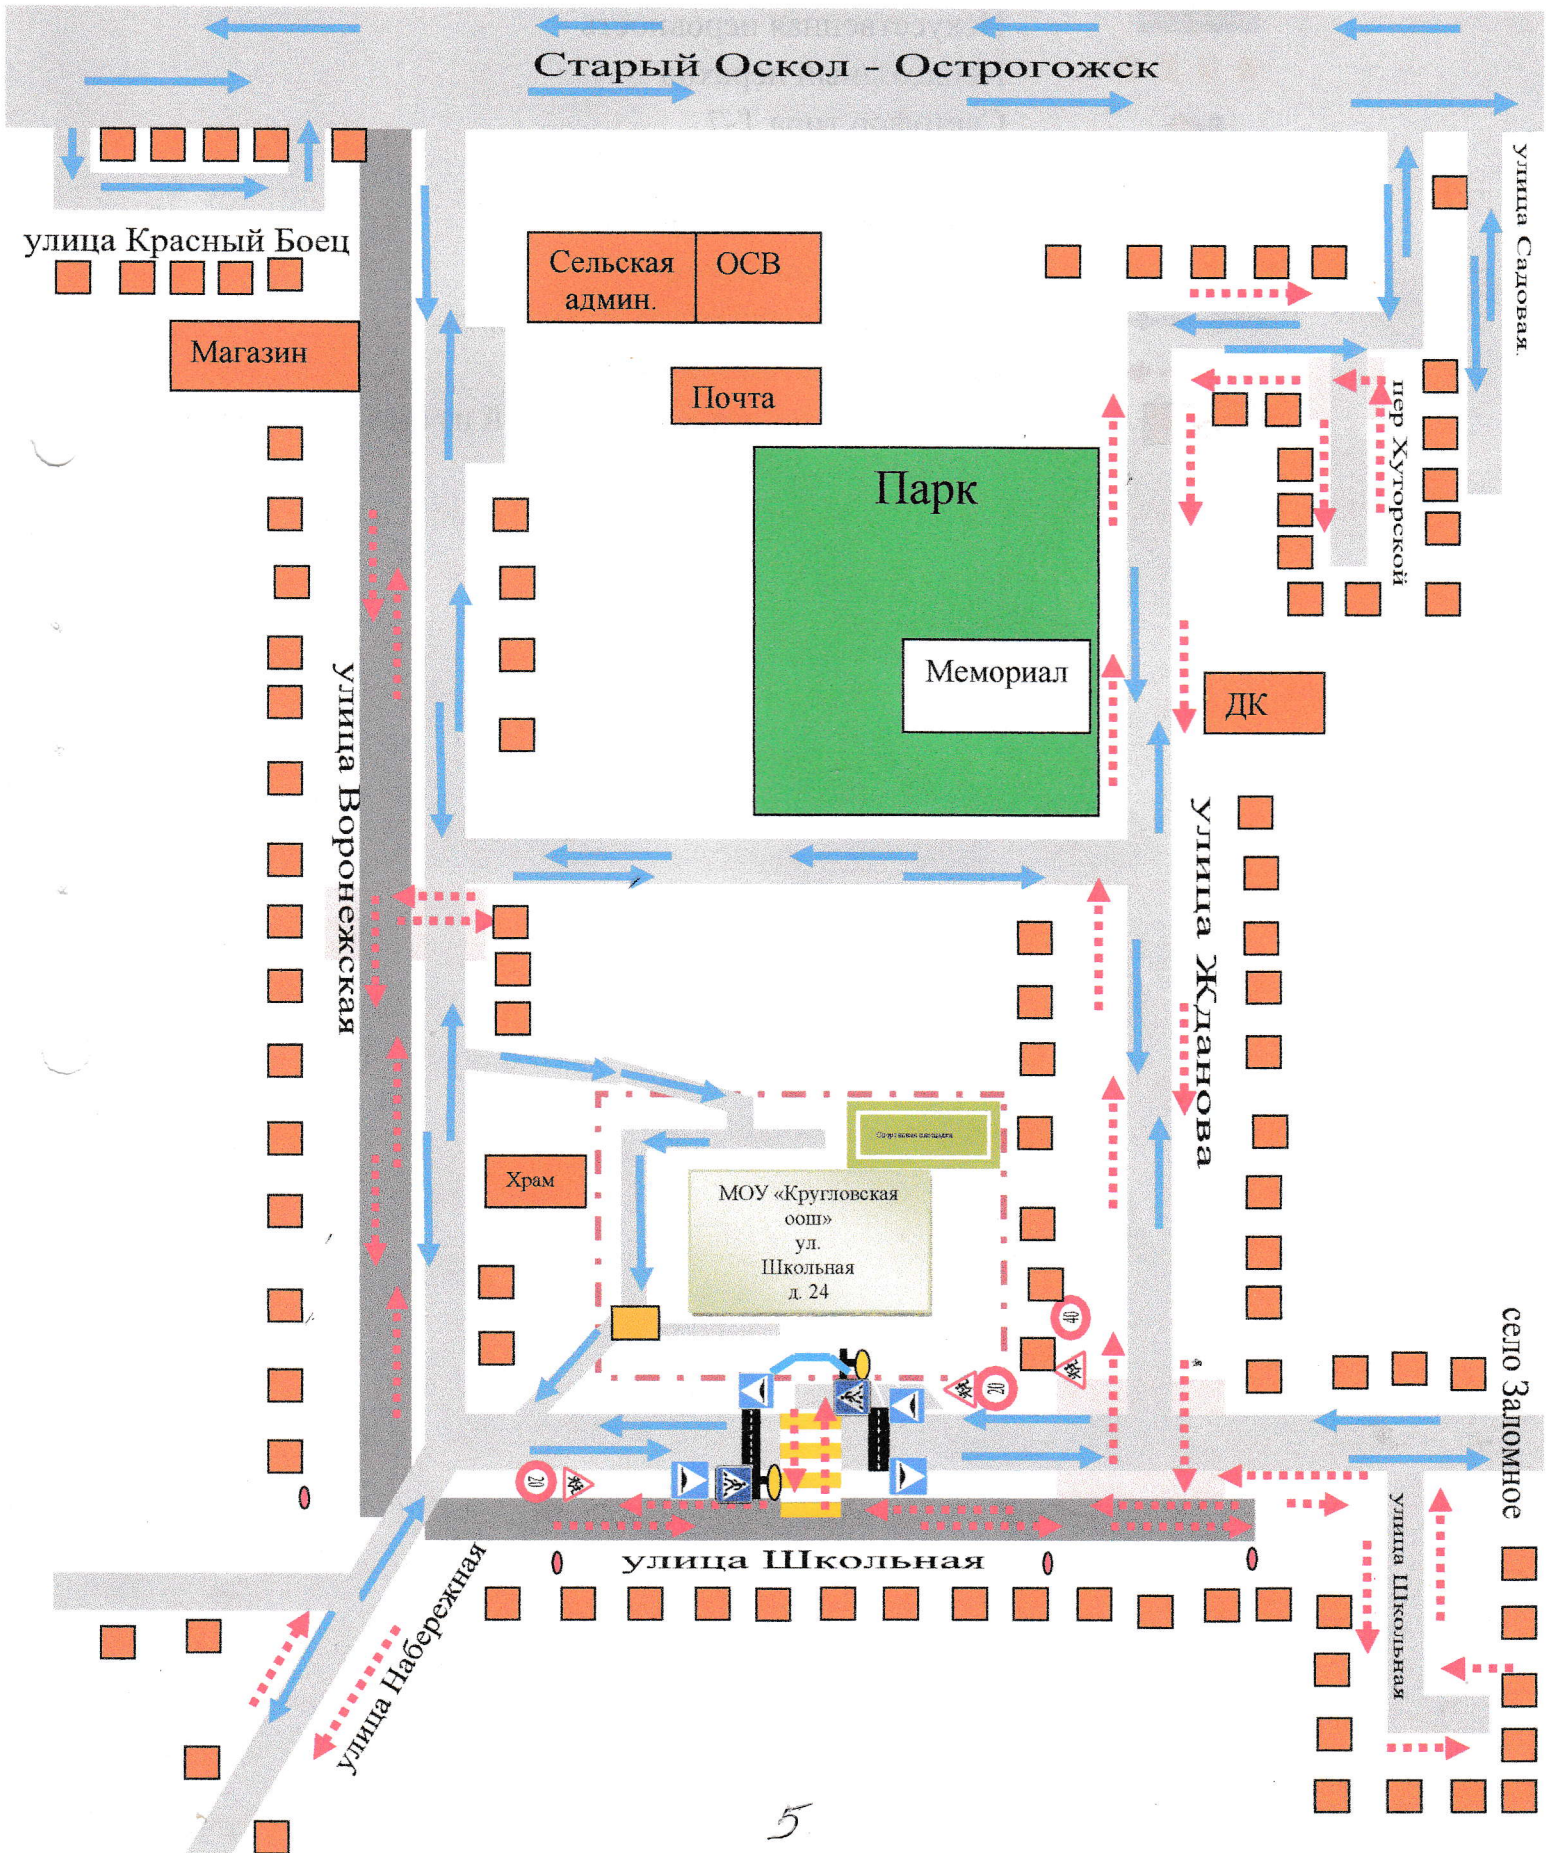 Старый Оскол - Острогожск
улица Садовая.
улица Красный Боец
Сельская
админ.
ОСВ
Магазин
Почта
пер Хуторской
Парк
Мемориал
ДК
улица Воронежская
улица Жданова
Спортивная площадка
Храм
МОУ «Кругловская
оош»
ул.
Школьная
д. 24
40
20
20
село Заломное
улица Школьная
улица Школьная
улица Набережная
5